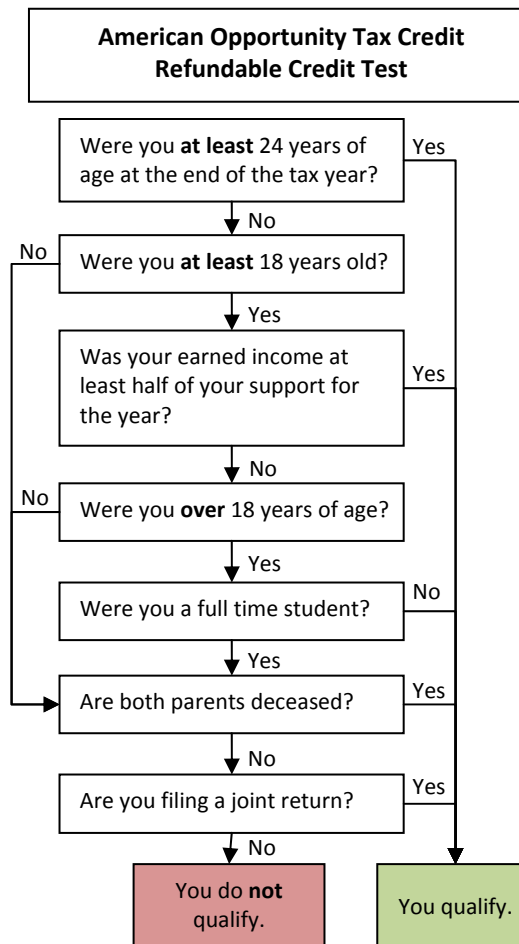 American Opportunity Tax Credit
Refundable Credit Test
Were you at least 24 years of
age at the end of the tax year?
Yes
No
No
Were you at least 18 years old?
Yes
Was your earned income at
least half of your support for
the year?
Yes
No
No
Were you over 18 years of age?
Yes
Were you a full time student?
No
Yes
Are both parents deceased?
Yes
No
Are you filing a joint return?
Yes
No
You do not
qualify.
You qualify.